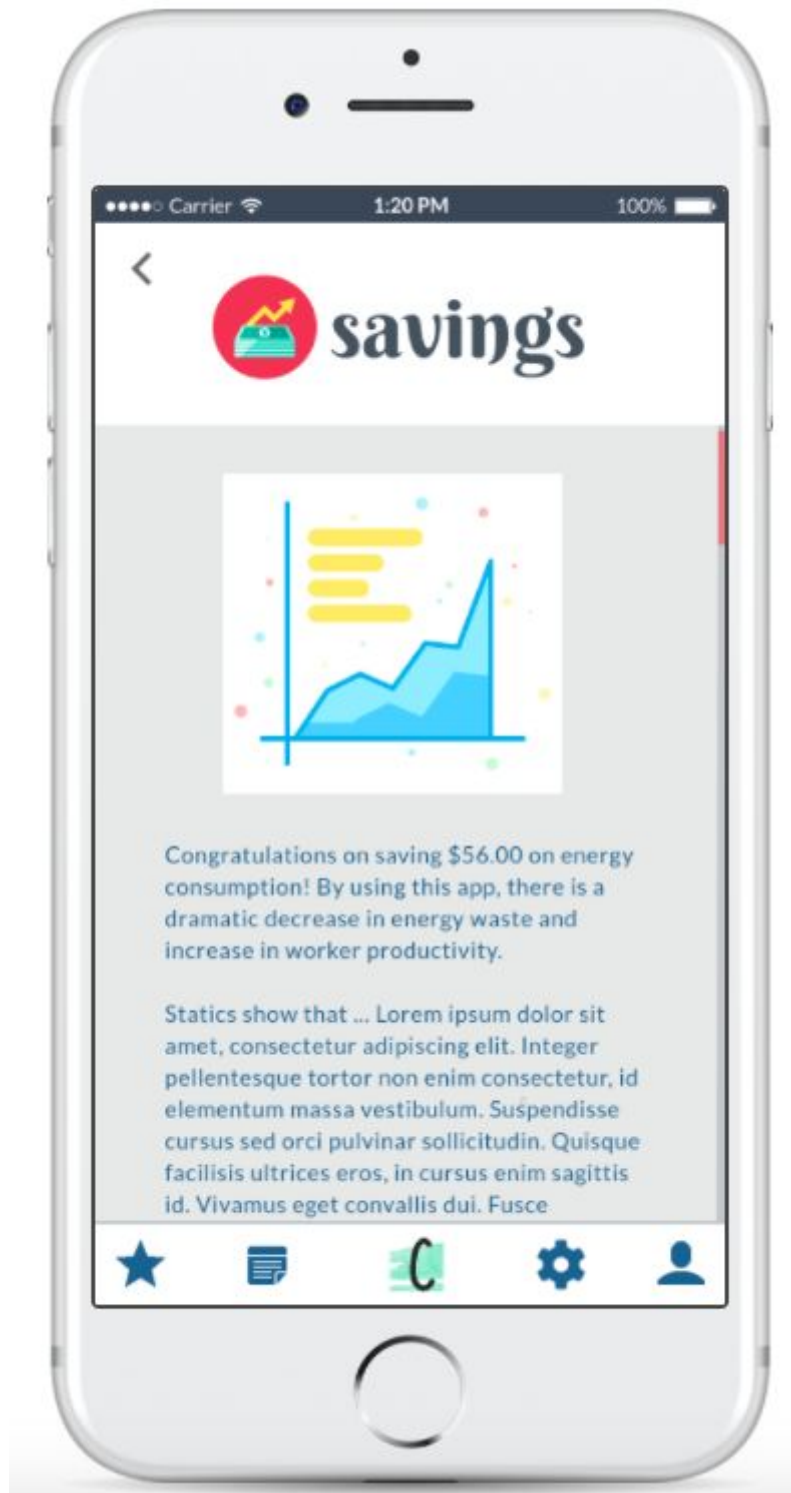 Carrier 1:20 PM 100%
savings
Congratulations on saving $56.00 on energy
consumption! By using this app, there is a
dramatic decrease in energy waste and
increase in worker productivity.
Statics show that ... Lorem ipsum dolor sit
amet, consectetur adipiscing elit. Integer
pellentesque tortor non enim consectetur, id
elementum massa vestibulum. Suspendisse
cursus sed orci pulvinar sollicitudin. Quisque
facilisis ultrices eros, in cursus enim sagittis
id. Vivamus eget convallis dui. Fusce
C